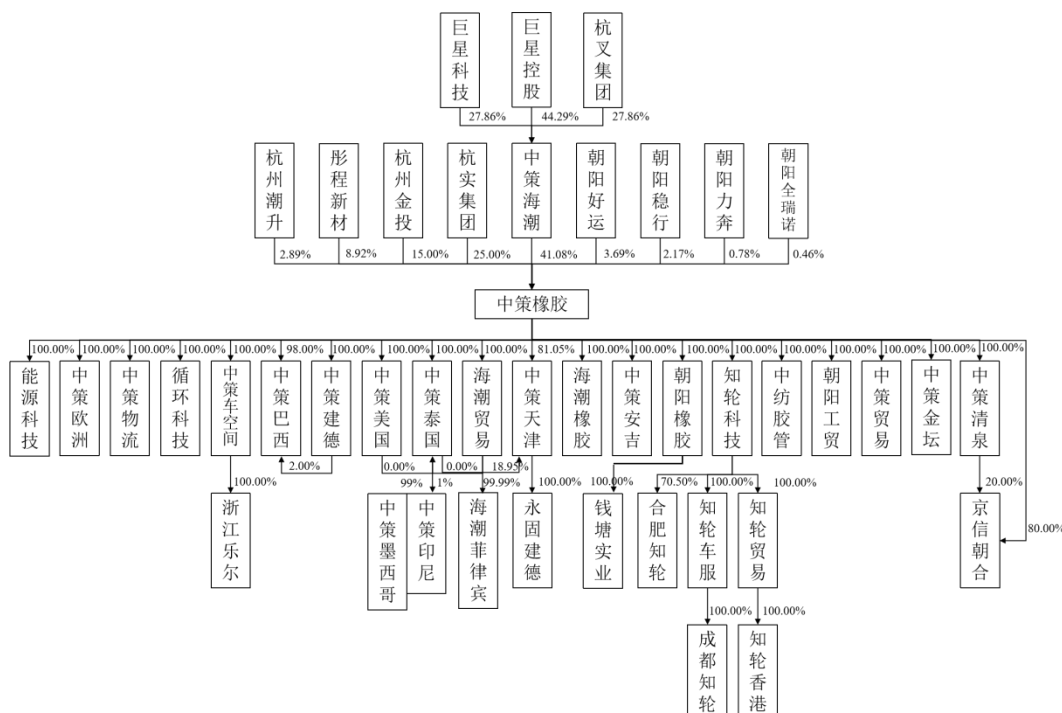 巨星科技
巨星控股
杭叉集团
27.86%
44.29%
27.86%
杭州潮升
彤程新材
杭州金投
杭实集团
中策海潮
朝阳好运
朝阳稳行
朝阳力奔
朝阳全瑞诺
2.89%
8.92%
15.00%
25.00%
41.08%
3.69%
2.17%
0.78%
0.46%
中策橡胶
100.00%
100.00%
100.00%
100.00%
100.00%
98.00%
100.00%
100.00%
100.00%
100.00%
81.05%
100.00%
100.00%
100.00%
100.00%
100.00%
100.00%
100.00%
100.00%
100.00%
能源科技
中策欧洲
中策物流
循环科技
中策车空间
中策巴西
中策建德
中策美国
中策泰国
海潮贸易
中策天津
海潮橡胶
中策安吉
朝阳橡胶
知轮科技
中纺胶管
朝阳工贸
中策贸易
中策金坛
中策清泉
2.00%
0.00%
0.00%
18.95%
100.00%
99%
1%
99.99%
100.00%
100.00%
70.50%
100.00%
100.00%
20.00%
80.00%
浙江乐尔
中策墨西哥
中策印尼
海潮菲律宾
永固建德
钱塘实业
合肥知轮
知轮车服
知轮贸易
京信朝合
100.00%
100.00%
成都知轮
知轮香港